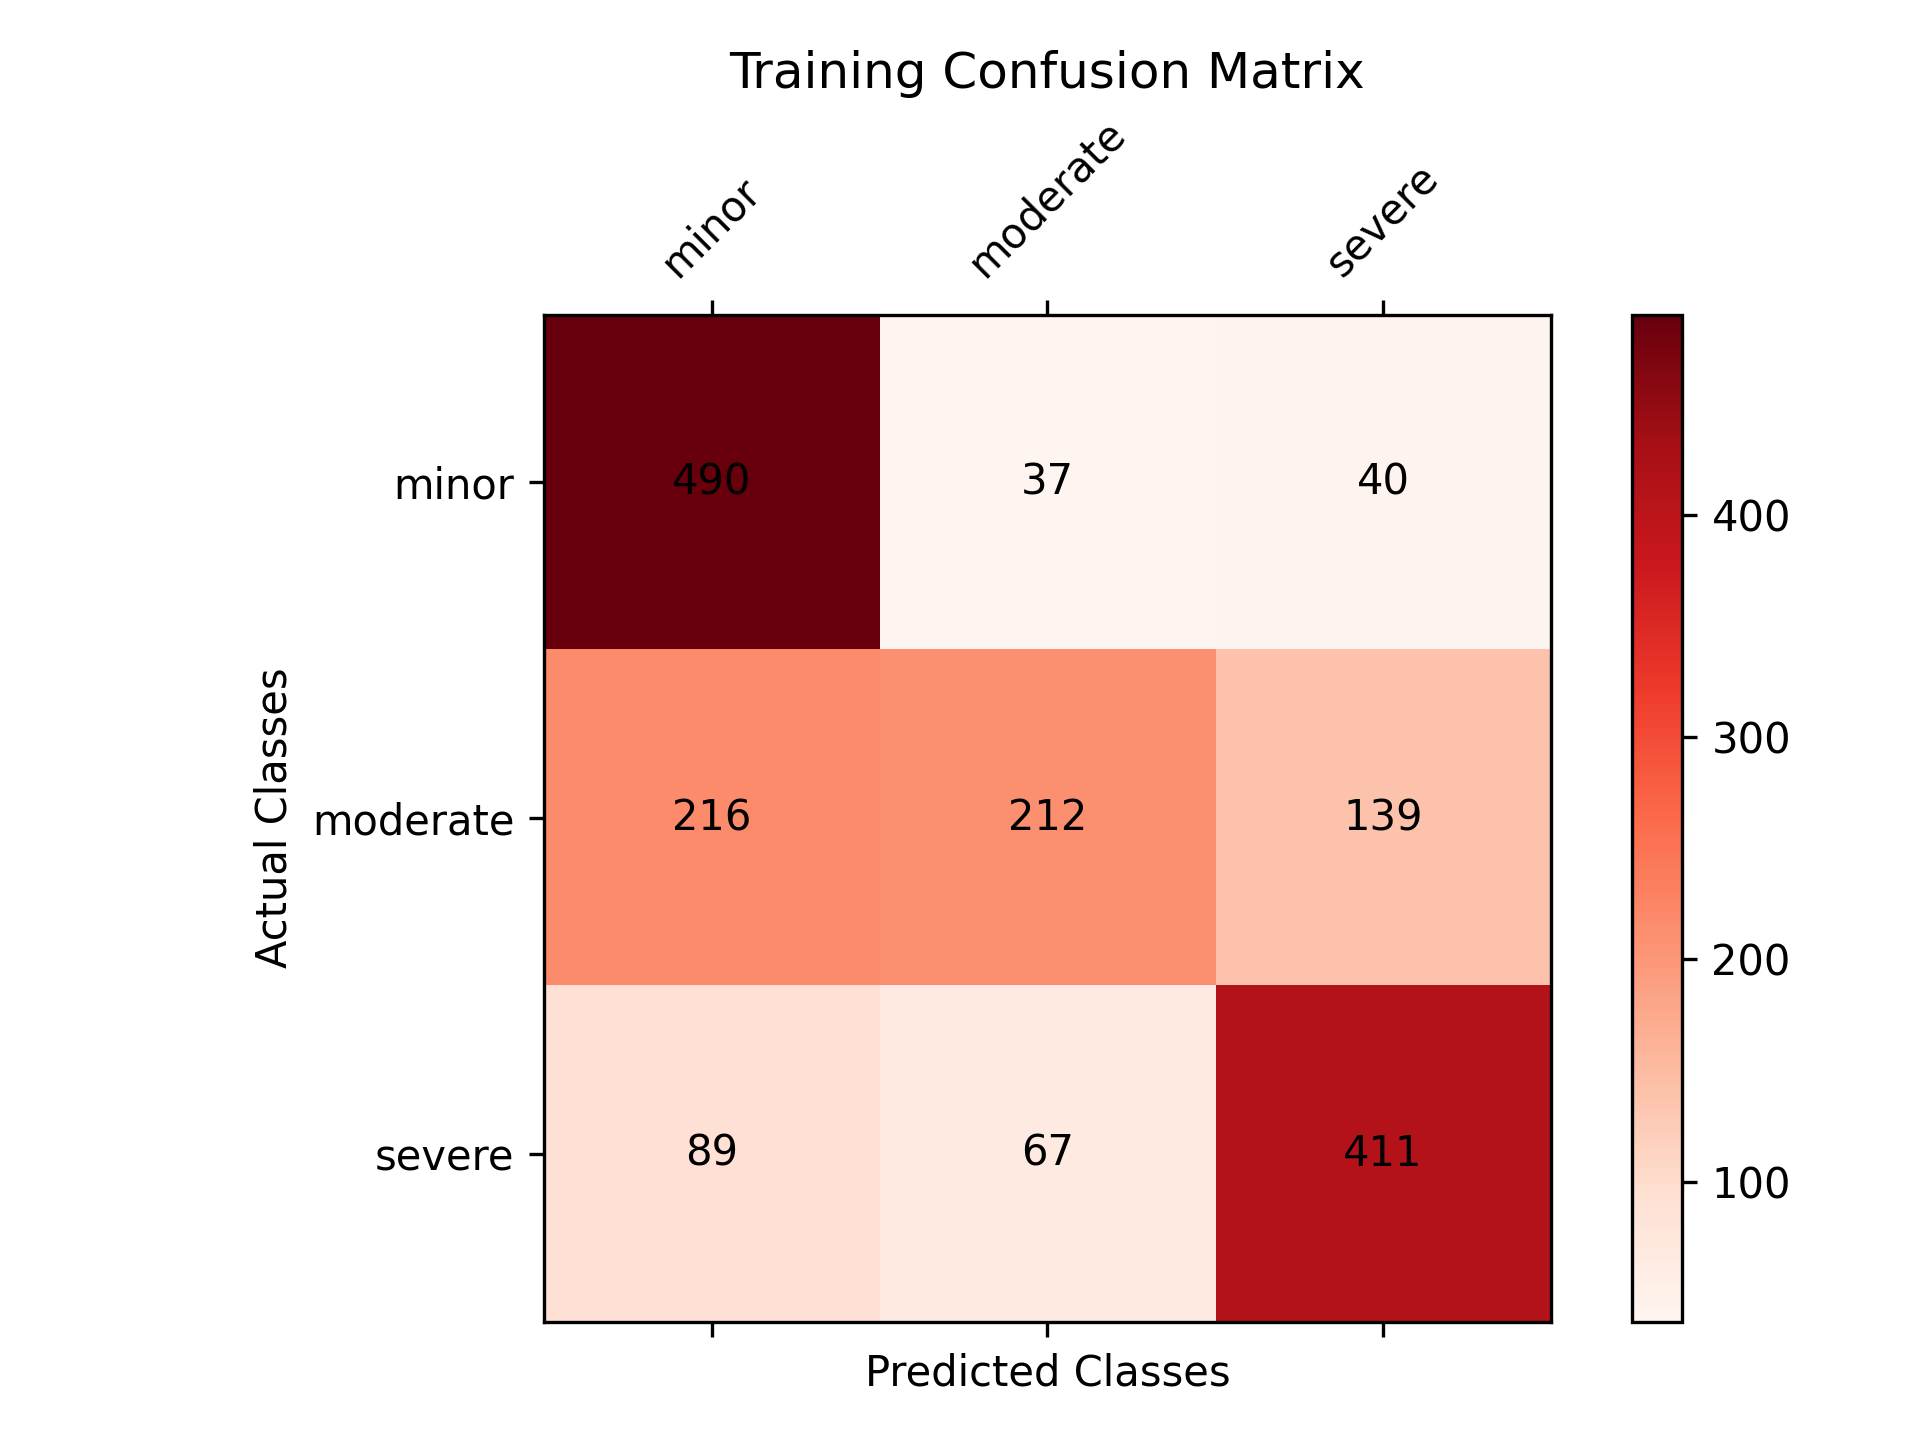 Training Confusion Matrix
minor moderate severe
minor 490 37 40
moderate 216 212 139
severe 89 67 411
Actual Classes
Predicted Classes
400
300
200
100